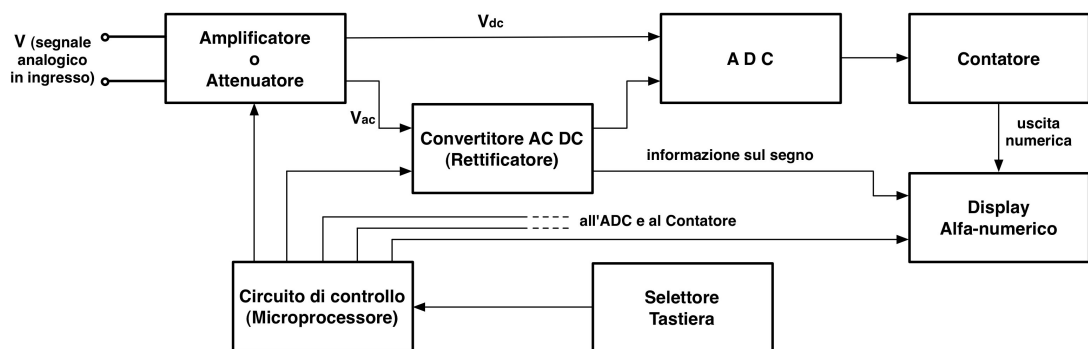 V (segnale
analogico
in ingresso)
Amplificatore
o
Attenuatore
Vdc
Vac
A D C
Contatore
Convertitore AC DC
(Rettificatore)
uscita
numerica
informazione sul segno
Display
Alfa-numerico
all'ADC e al Contatore
Circuito di controllo
(Microprocessore)
Selettore
Tastiera